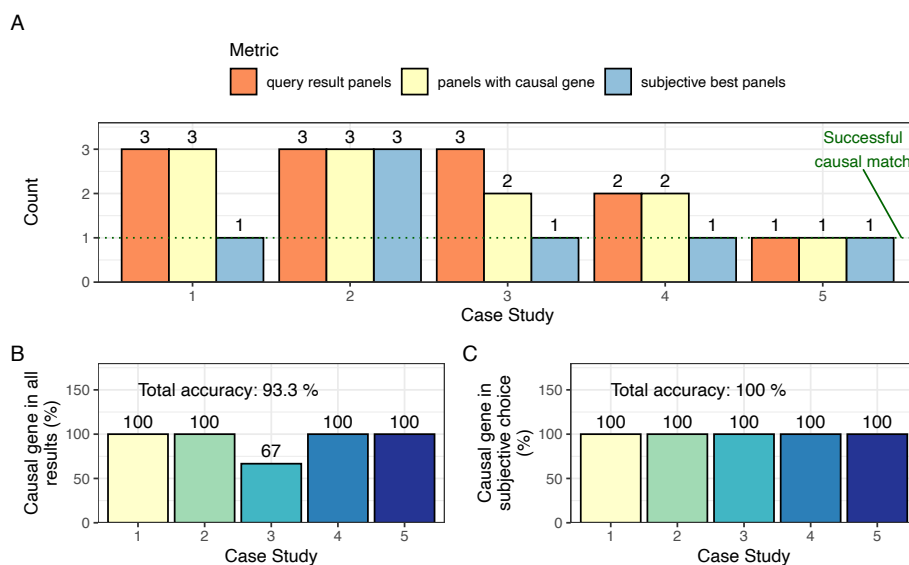 A
Metric
query result panels
panels with causal gene
subjective best panels
3 3 1 3 3 3 3 2 1 2 2 1 1 1 1
Successful
causal match
Count
3
2
1
0
1 2 3 4 5
Case Study
B
Total accuracy: 93.3 %
100 100 67 100 100
Causal gene in all
results (%)
150
100
50
0
1 2 3 4 5
Case Study
C
Total accuracy: 100 %
100 100 100 100 100
Causal gene in
subjective choice
(%)
150
100
50
0
1 2 3 4 5
Case Study